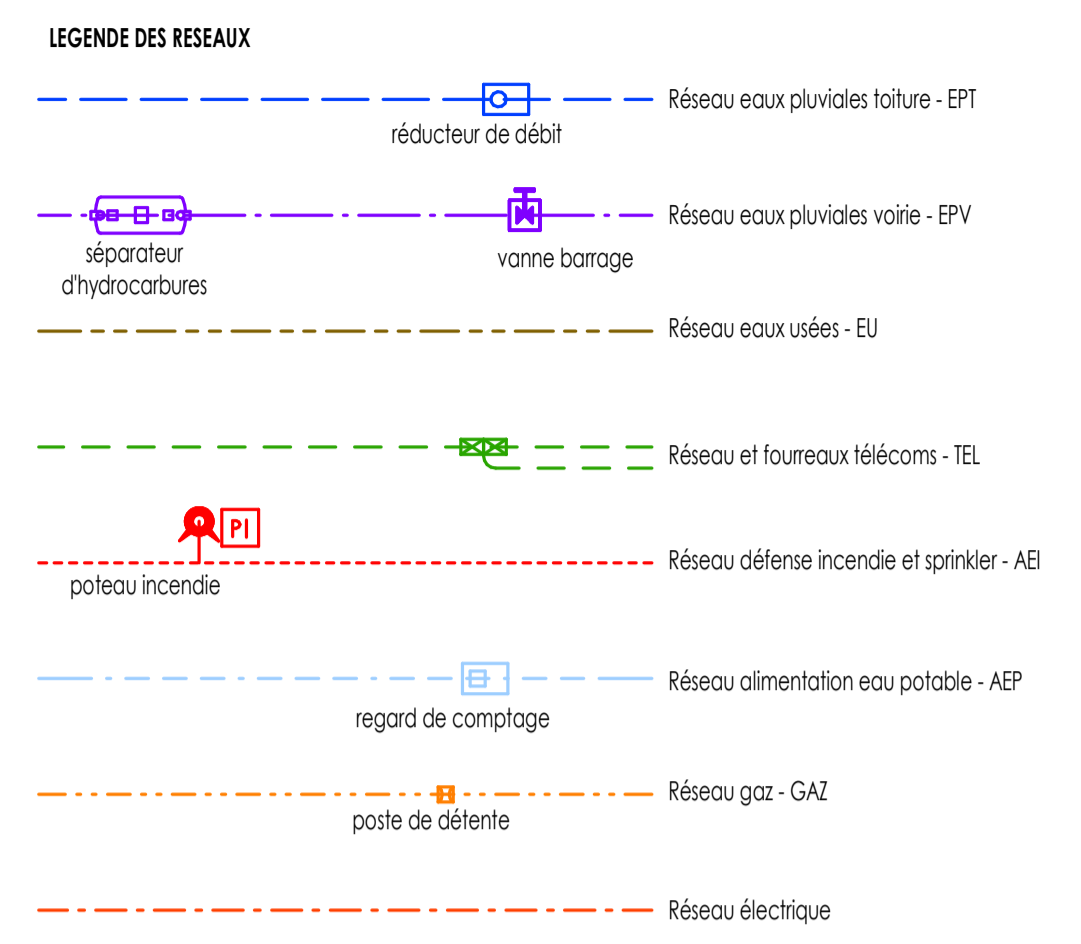 LEGENDE DES RESEAUX
Réseau eaux pluviales toiture - EPT
réducteur de débit
Réseau eaux pluviales voirie - EPV
séparateur
d'hydrocarbures
vanne barrage
Réseau eaux usées - EU
Réseau et fourreaux télécoms - TEL
PI
Réseau défense incendie et sprinkler - AEI
poteau incendie
Réseau alimentation eau potable - AEP
regard de comptage
Réseau gaz - GAZ
poste de détente
Réseau électrique